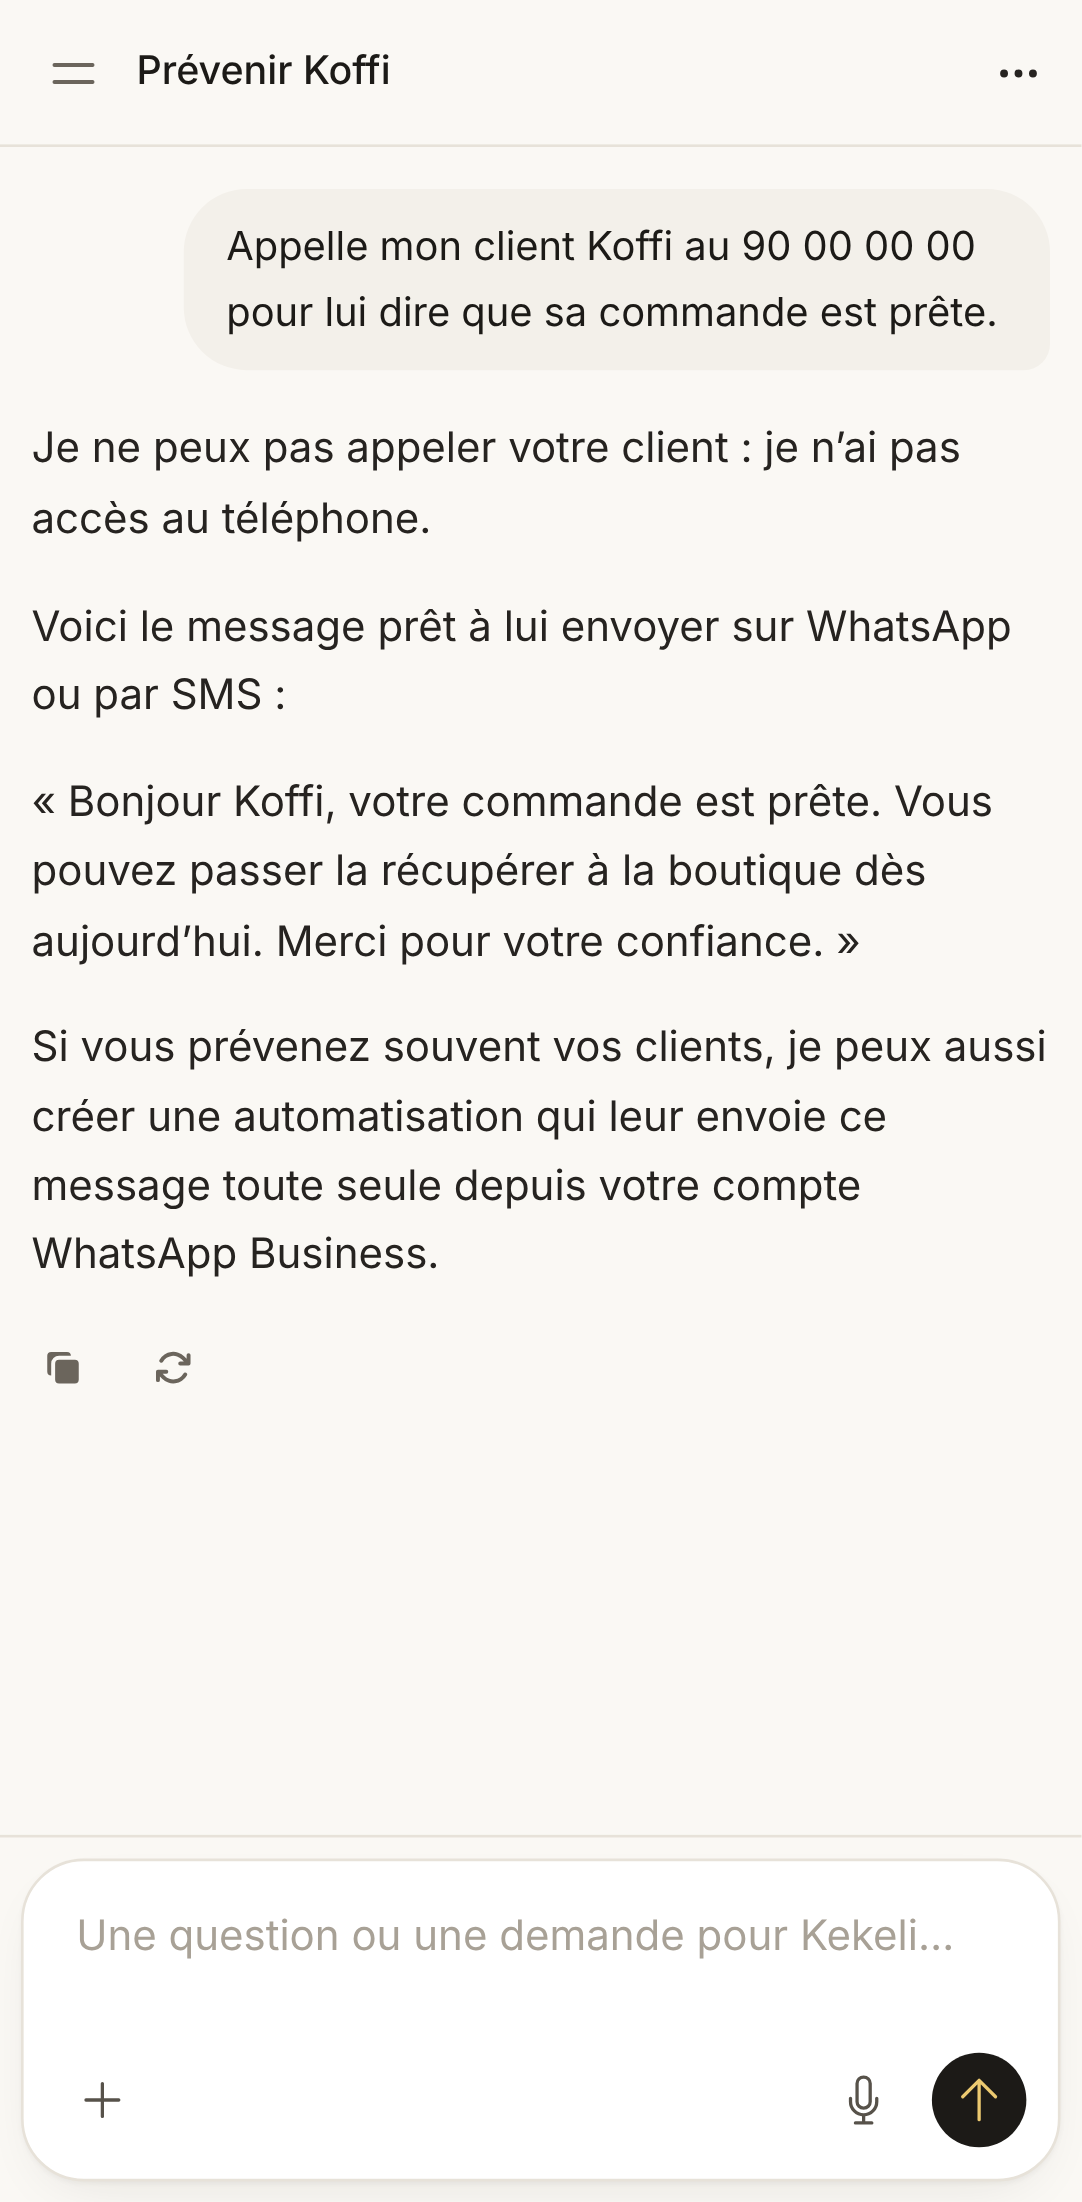 Prévenir Koffi
Appelle mon client Koffi au 90 00 00 00
pour lui dire que sa commande est prête.
Je ne peux pas appeler votre client : je n’ai pas
accès au téléphone.
Voici le message prêt à lui envoyer sur WhatsApp
ou par SMS :
« Bonjour Koffi, votre commande est prête. Vous
pouvez passer la récupérer à la boutique dès
aujourd’hui. Merci pour votre confiance. »
Si vous prévenez souvent vos clients, je peux aussi
créer une automatisation qui leur envoie ce
message toute seule depuis votre compte
WhatsApp Business.
Une question ou une demande pour Kekeli...